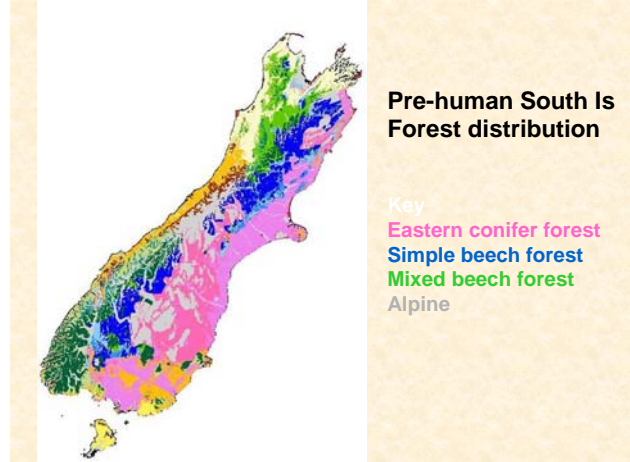 Pre-human South Is
Forest distribution
Key
Eastern conifer forest
Simple beech forest
Mixed beech forest
Alpine